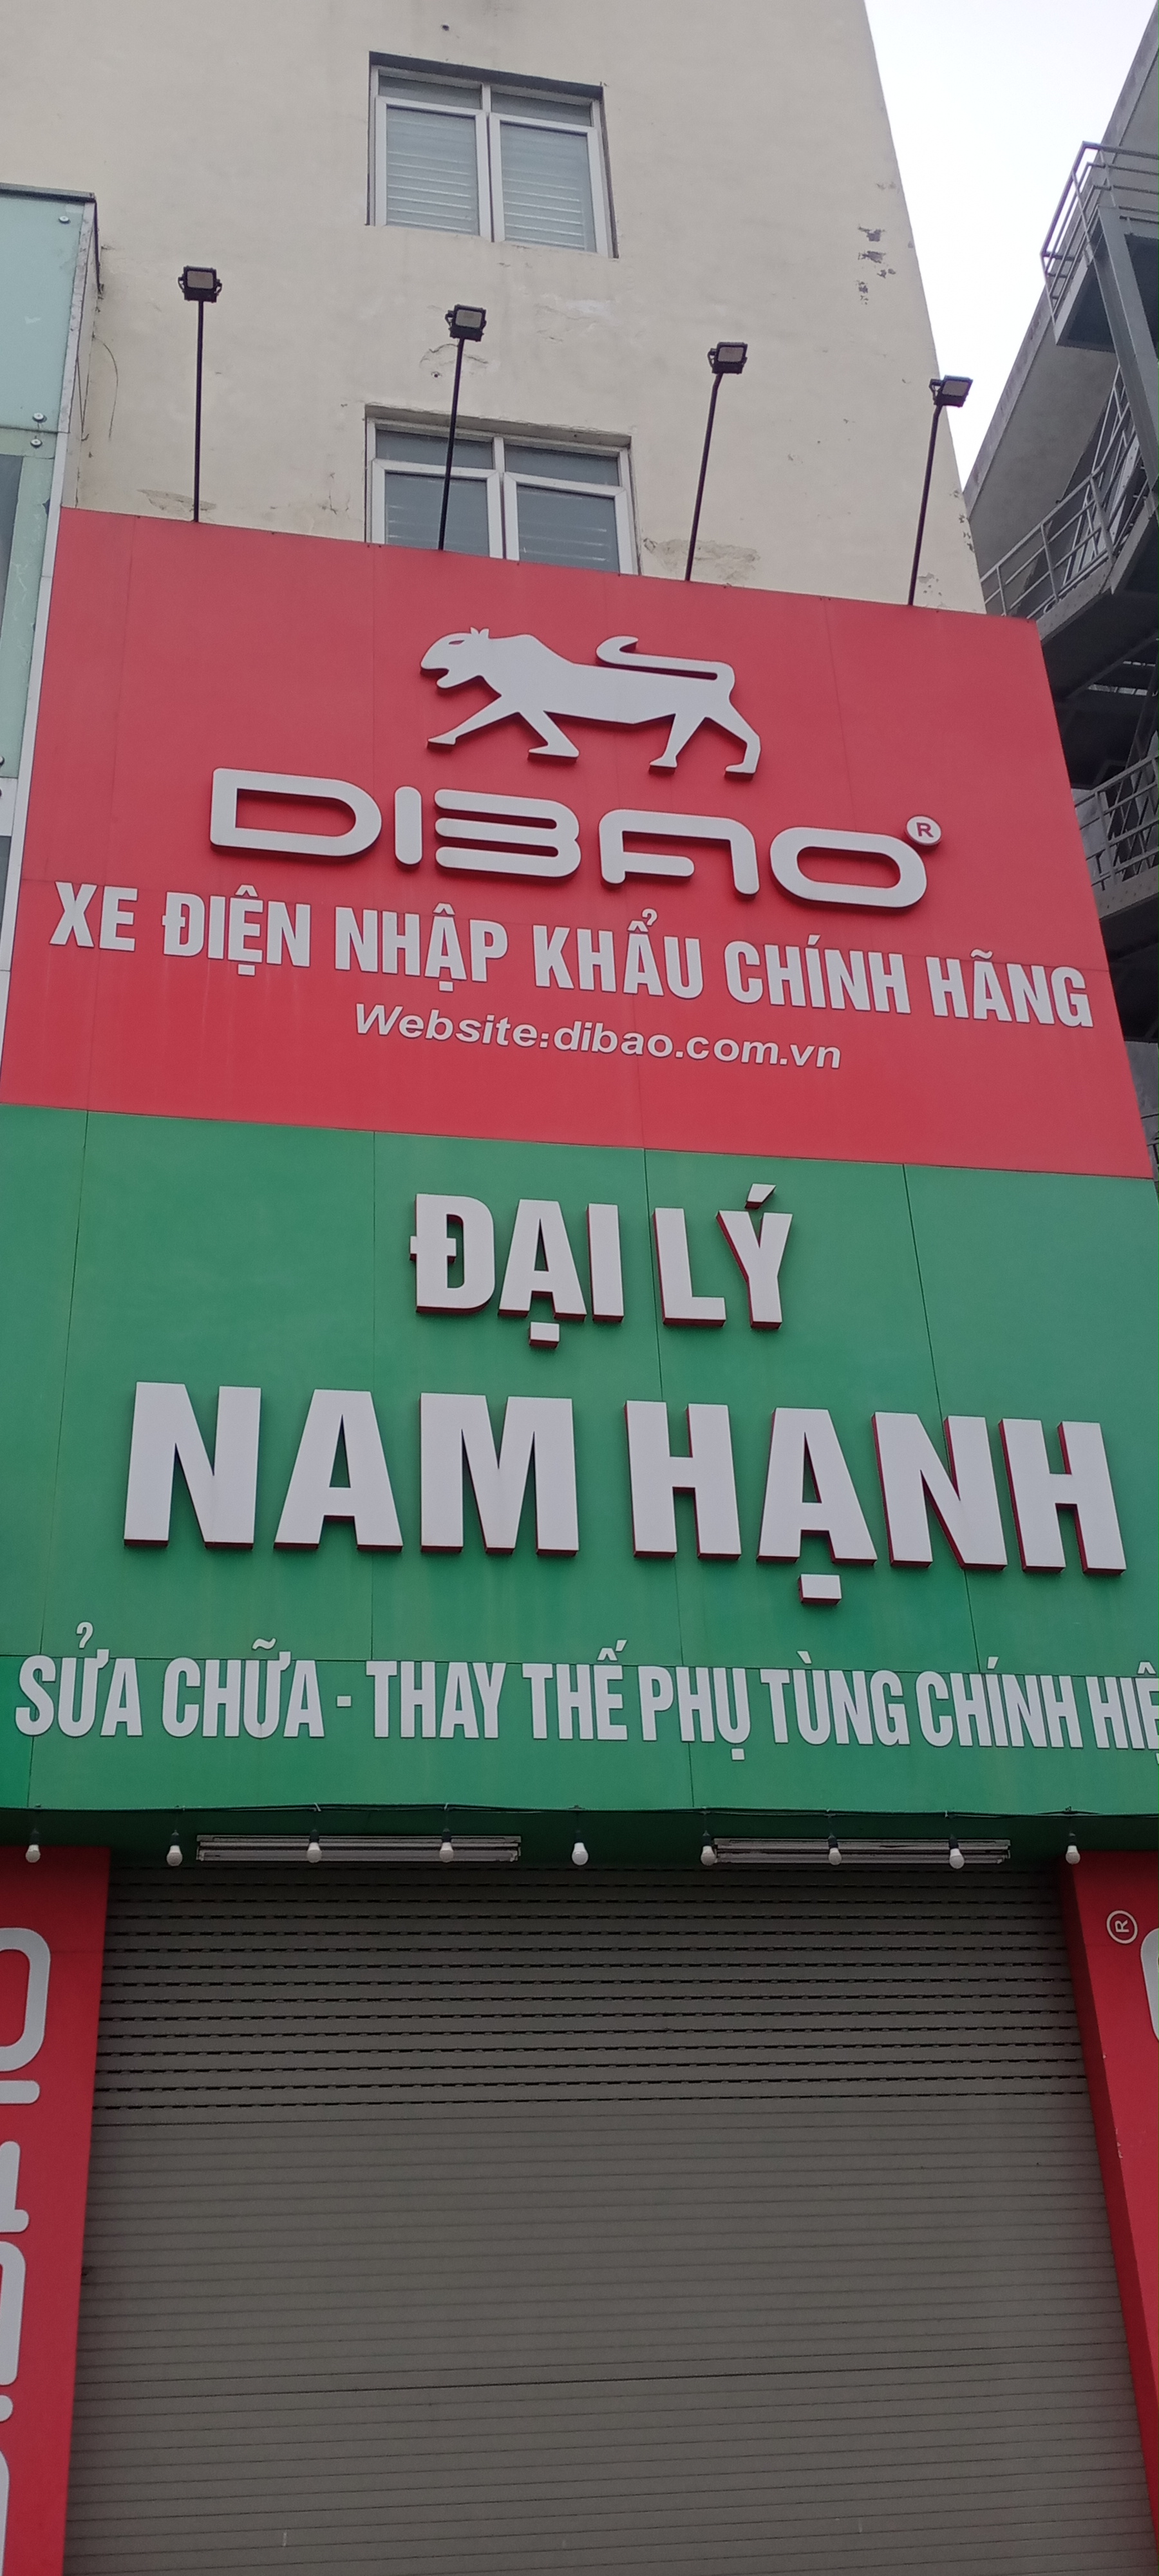 DIBAO®
XE ĐIỆN NHẬP KHẨU CHÍNH HÃNG
Website:dibao.com.vn
ĐẠI LÝ
NAM HẠNH
SỬA CHỮA - THAY THẾ PHỤ TÙNG CHÍNH
®